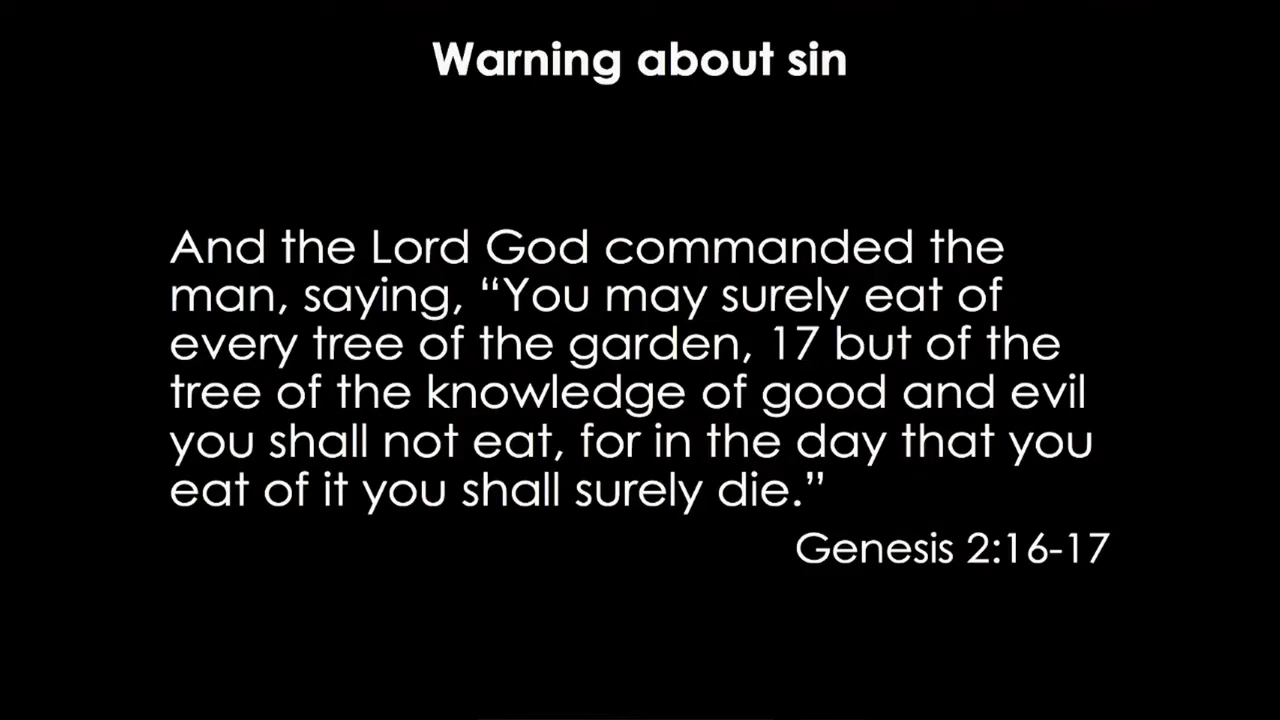 Warning about sin
And the Lord God commanded the
man, saying, “You may surely eat of
every tree of the garden, 17 but of the
tree of the knowledge of good and evil
you shall not eat, for in the day that you
eat of it you shall surely die.”
Genesis 2:16-17